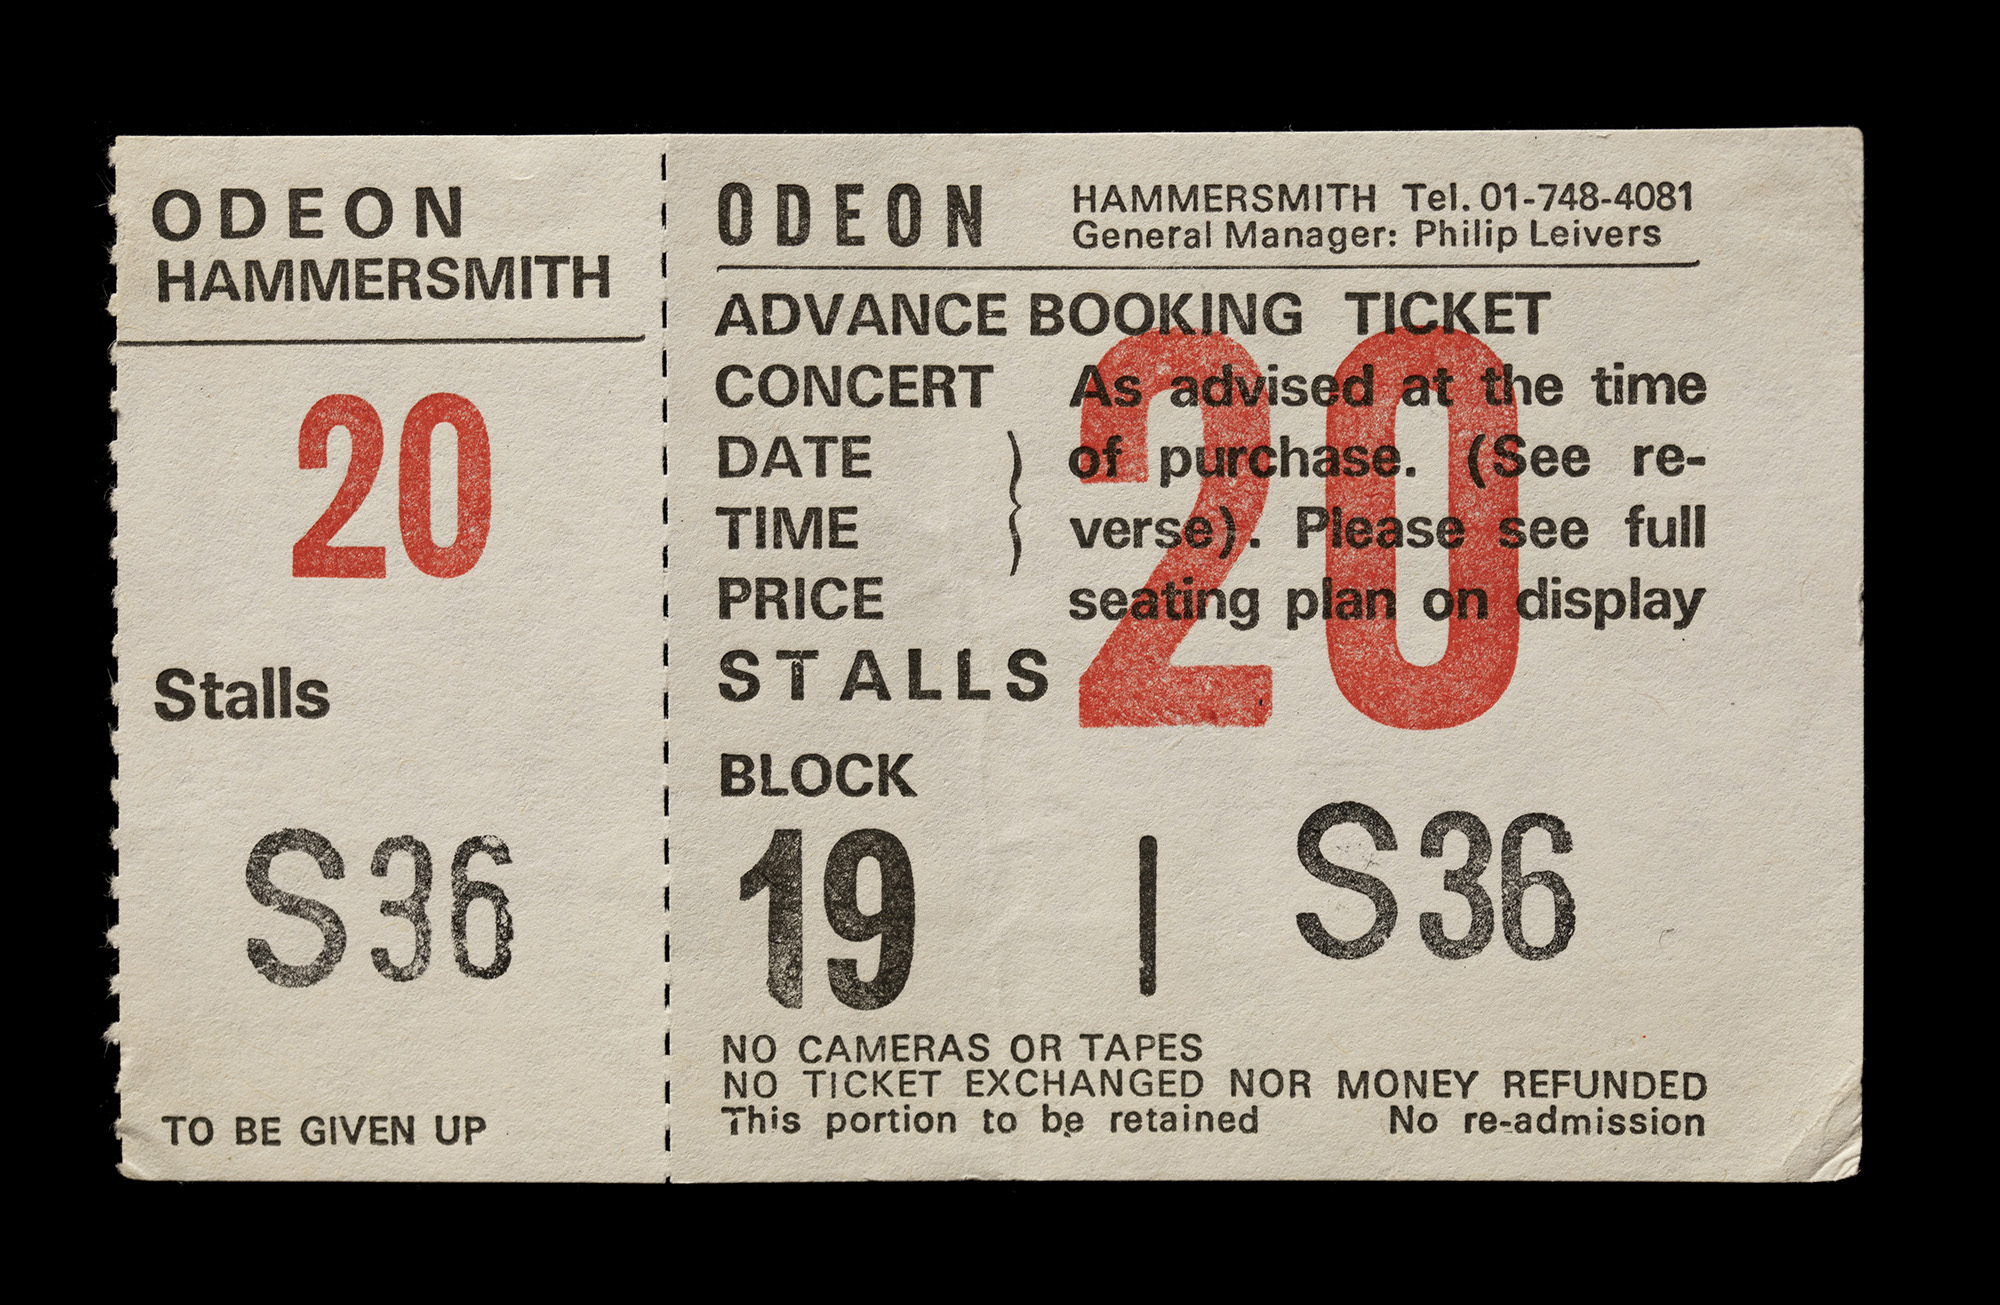 ODEON
HAMMERSMITH
20
Stalls
S36
TO BE GIVEN UP
ODEON HAMMERSMITH Tel. 01-748-4081
General Manager: Philip Leivers
ADVANCE BOOKING TICKET
CONCERT As advised at the time
DATE of purchase. (See re-
TIME verse). Please see full
PRICE seating plan on display
20
STALLS
BLOCK
19 | S36
NO CAMERAS OR TAPES
NO TICKET EXCHANGED NOR MONEY REFUNDED
This portion to be retained No re-admission